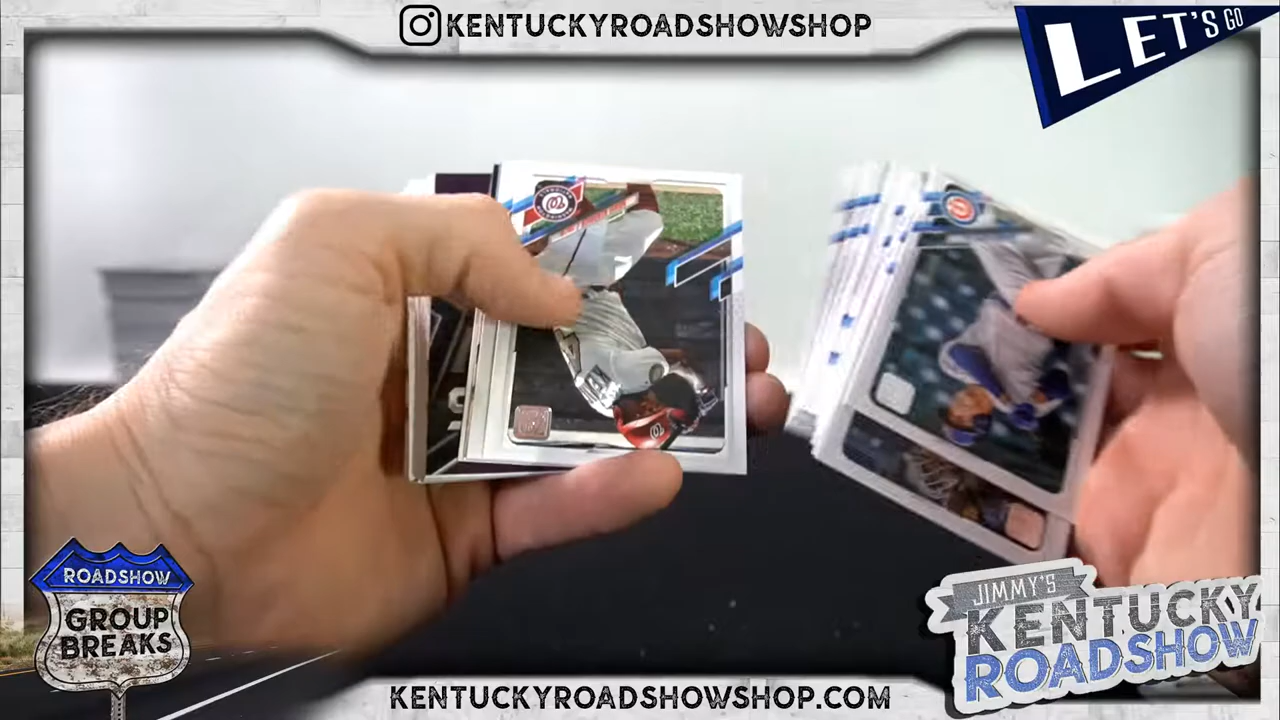 KENTUCKYROADSHOWSHOP
LET'S GO
ROADSHOW
GROUP
BREAKS
JIMMY'S
KENTUCKY
ROADSHOW
KENTUCKYROADSHOWSHOP.COM